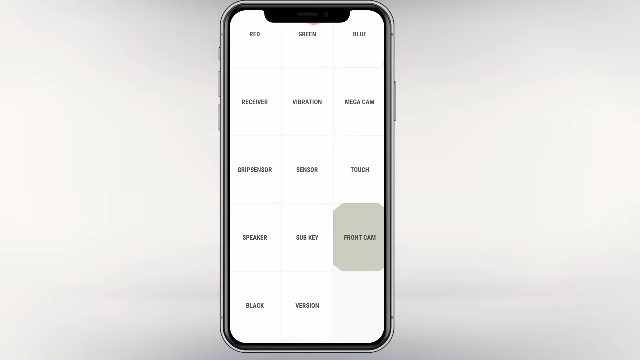 RED GREEN BLUE
RECEIVER VIBRATION MEGA CAM
GRIPSENSOR SENSOR TOUCH
SPEAKER SUB KEY FRONT CAM
BLACK VERSION